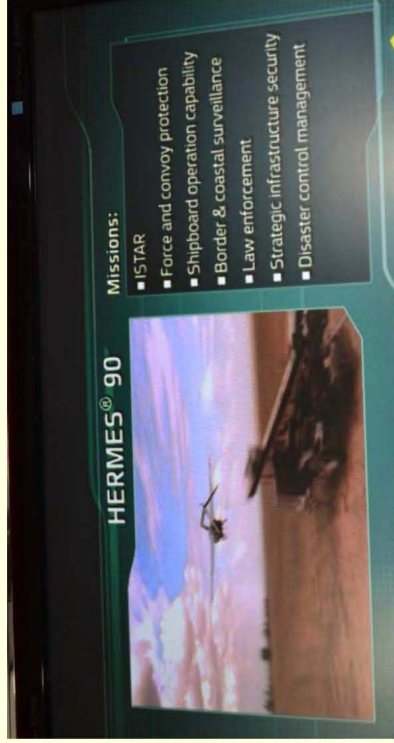 HERMES® 90
Missions:
▪ ISTAR
▪ Force and convoy protection
▪ Shipboard operation capability
▪ Border & coastal surveillance
▪ Law enforcement
▪ Strategic infrastructure security
▪ Disaster control management